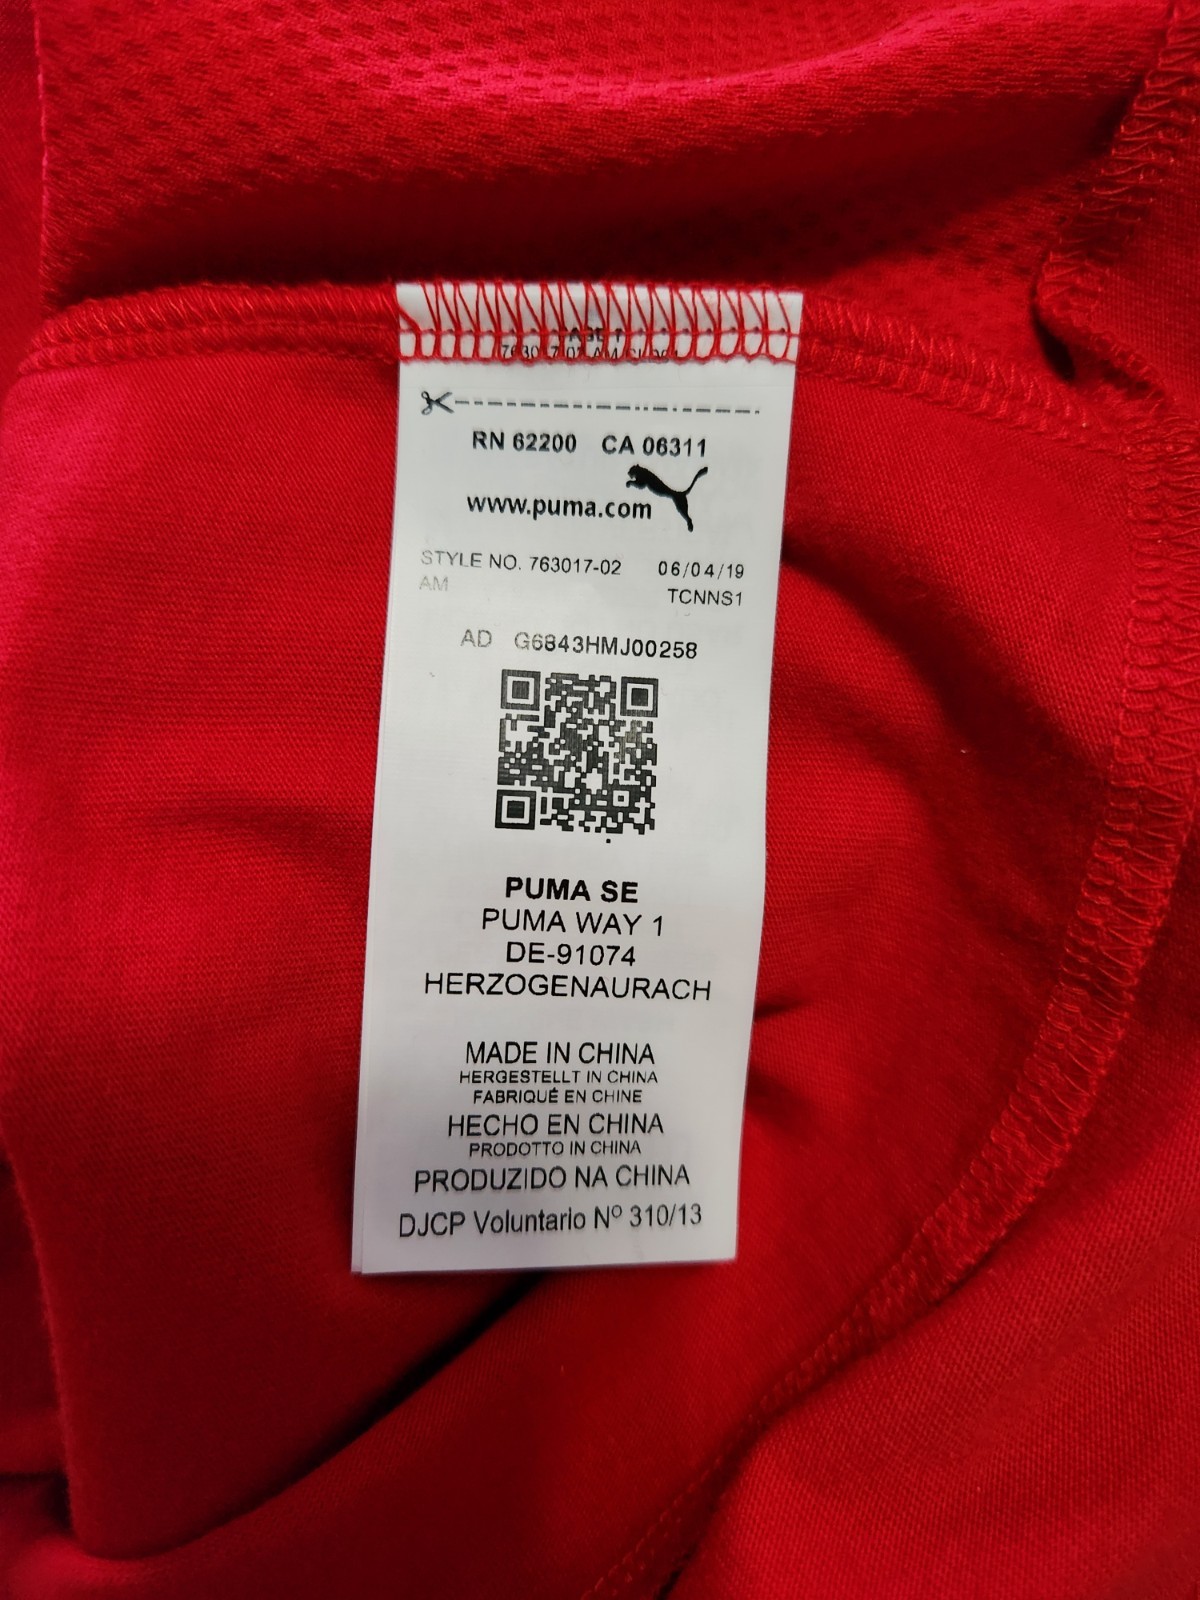 RN 62200 CA 06311
www.puma.com
STYLE NO. 763017-02 06/04/19
AM TCNNS1
AD G6843HMJ00258
PUMA SE
PUMA WAY 1
DE-91074
HERZOGENAURACH
MADE IN CHINA
HERGESTELLT IN CHINA
FABRIQUÉ EN CHINE
HECHO EN CHINA
PRODOTTO IN CHINA
PRODUZIDO NA CHINA
DJCP Voluntario Nº 310/13